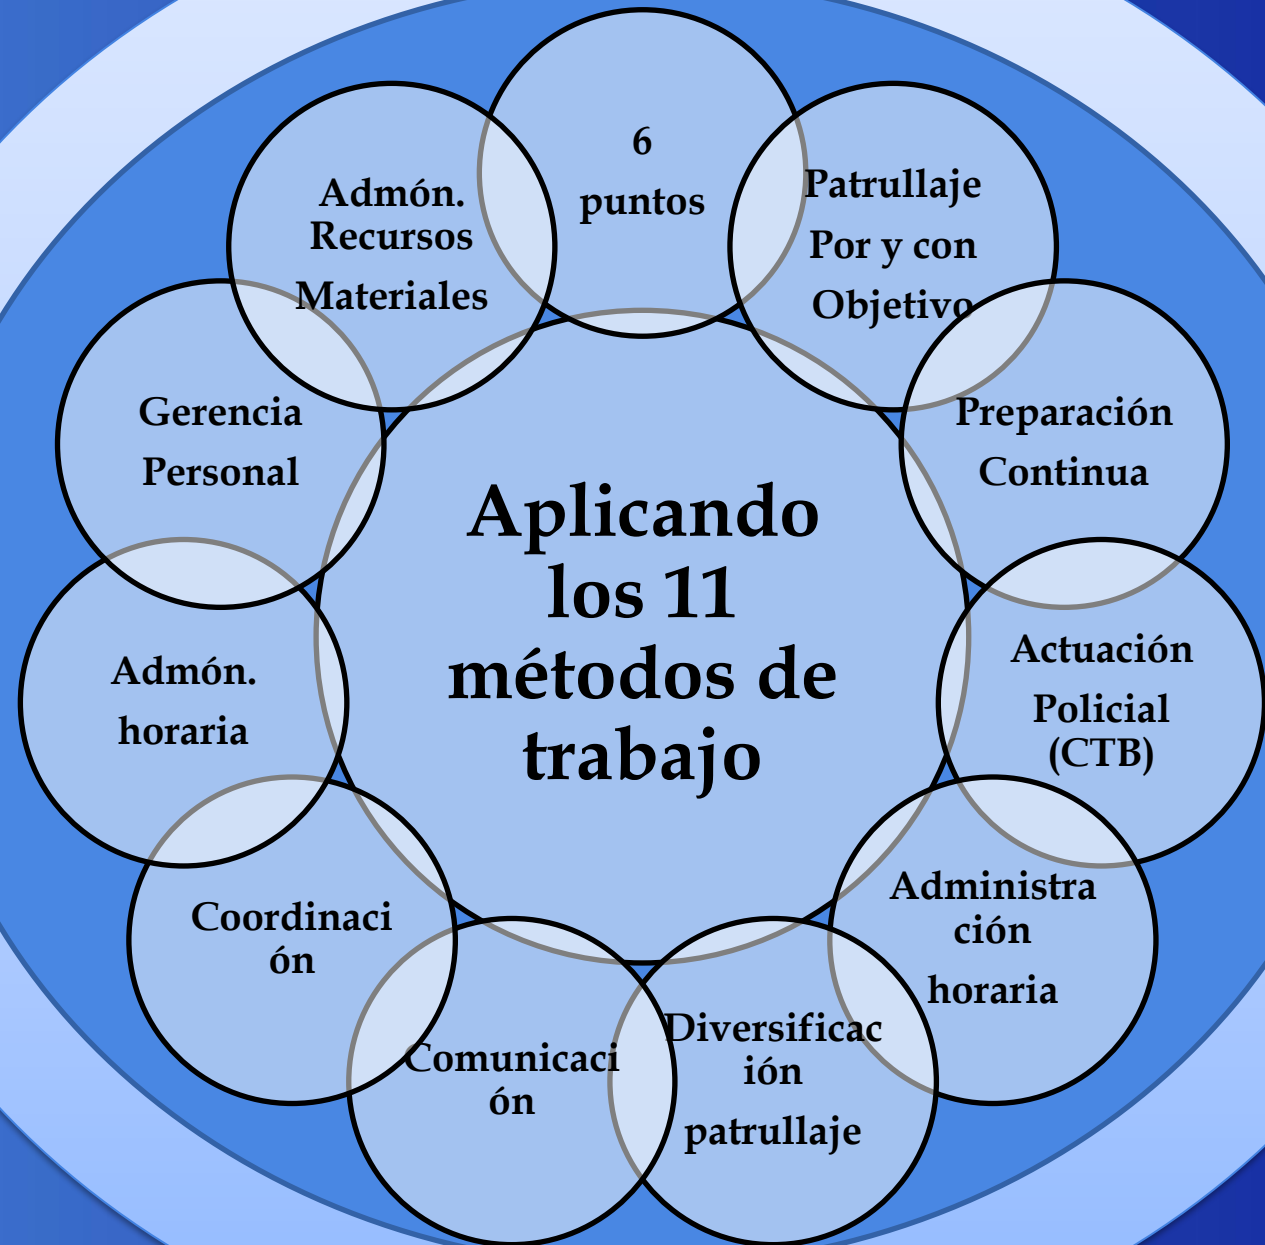 6
puntos
Patrullaje
Por y con
Objetivo
Preparación
Continua
Actuación
Policial
(CTB)
Administra
ción
horaria
Diversificac
ión
patrullaje
Comunicaci
ón
Coordinaci
ón
Admón.
horaria
Gerencia
Personal
Admón.
Recursos
Materiales
Aplicando
los 11
métodos de
trabajo